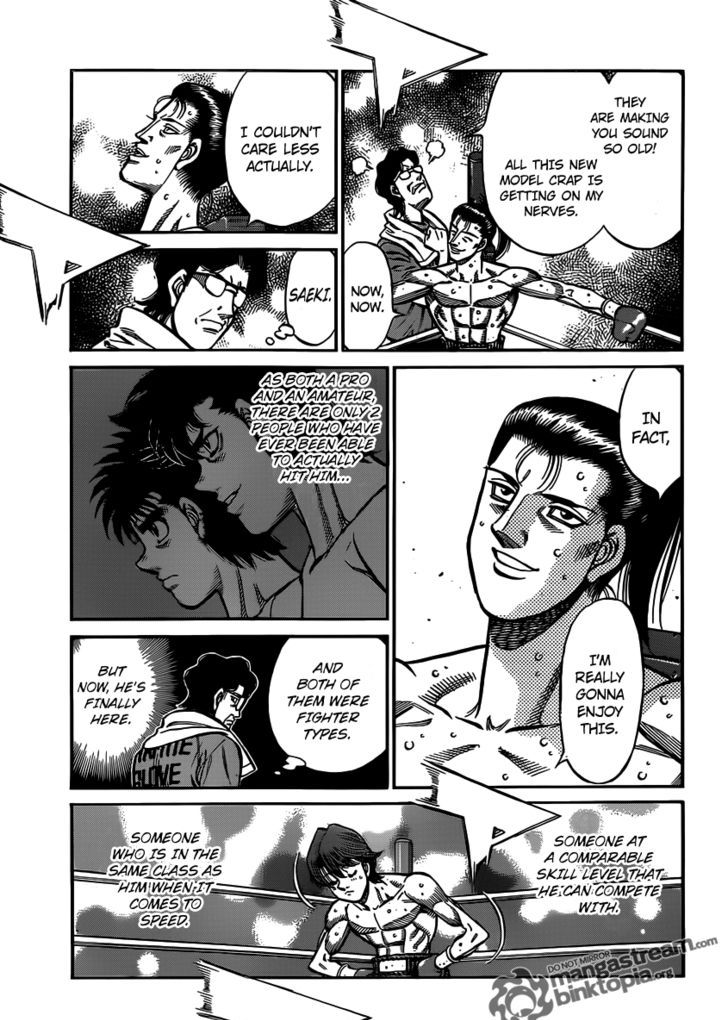 THEY
ARE MAKING
YOU SOUND
SO OLD!
ALL THIS NEW
MODEL CRAP IS
GETTING ON MY
NERVES.
NOW,
NOW.
I COULDN'T
CARE LESS
ACTUALLY.
SAEKI.
IN
FACT,
I'M
REALLY
GONNA
ENJOY
THIS.
AS BOTH A PRO
AND AN AMATEUR,
THERE ARE ONLY 2
PEOPLE WHO HAVE
EVER BEEN ABLE
TO ACTUALLY
HIT HIM...
AND
BOTH OF
THEM WERE
FIGHTER
TYPES.
BUT
NOW, HE'S
FINALLY
HERE.
SOMEONE AT
A COMPARABLE
SKILL LEVEL THAT
HE CAN COMPETE
WITH.
SOMEONE
WHO IS IN THE
SAME CLASS AS
HIM WHEN IT
COMES TO
SPEED.
DO NOT MIRROR
mangastream.com
binktopia.org